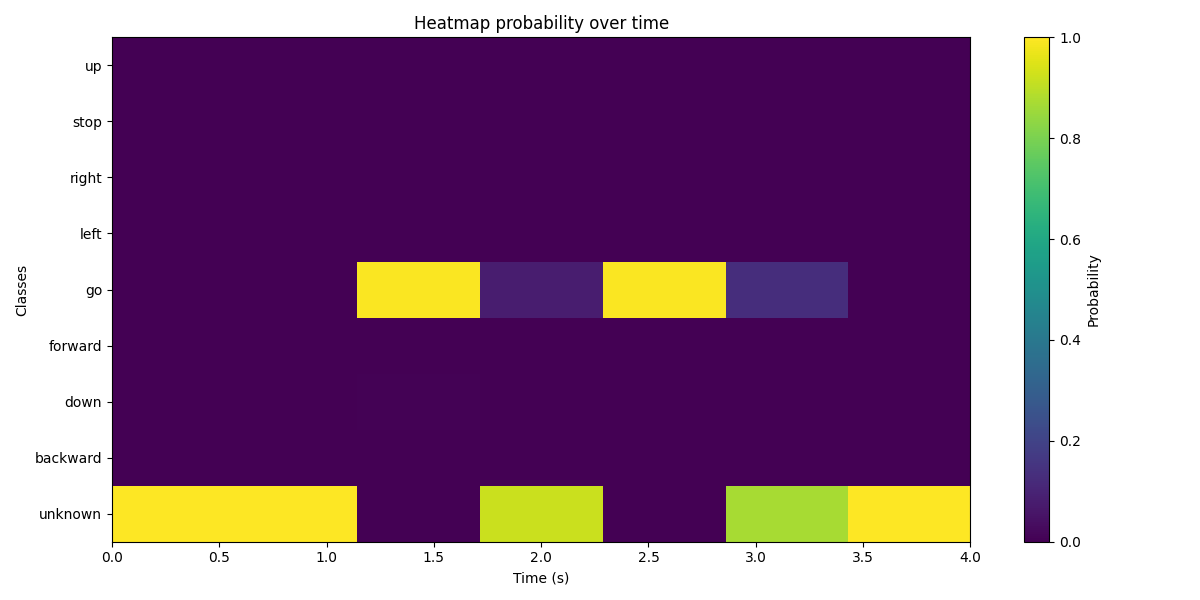 Heatmap probability over time
Classes
up
stop
right
left
go
forward
down
backward
unknown
0.0 0.5 1.0 1.5 2.0 2.5 3.0 3.5 4.0
Time (s)
1.0
0.8
0.6
0.4
0.2
0.0
Probability